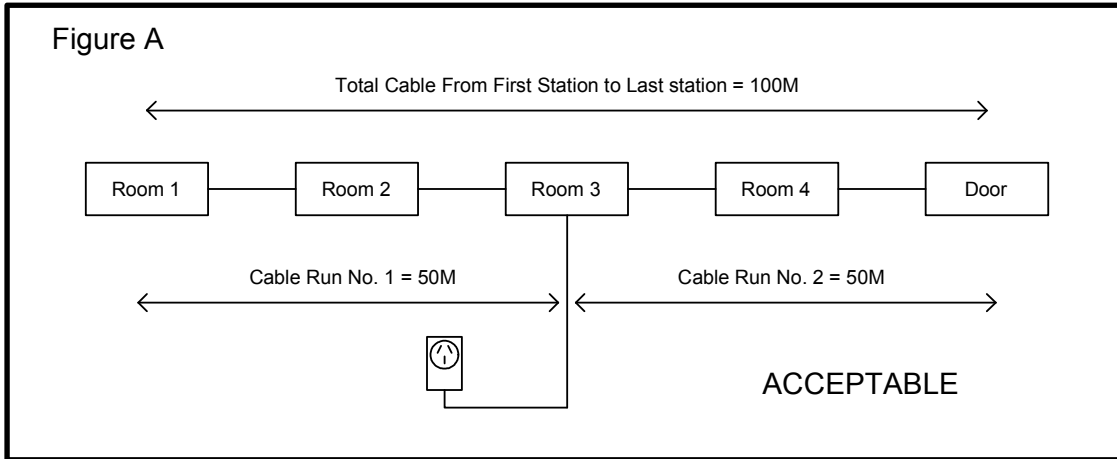 Figure A
Total Cable From First Station to Last station = 100M
Room 1
Room 2
Room 3
Room 4
Door
Cable Run No. 1 = 50M
Cable Run No. 2 = 50M
ACCEPTABLE